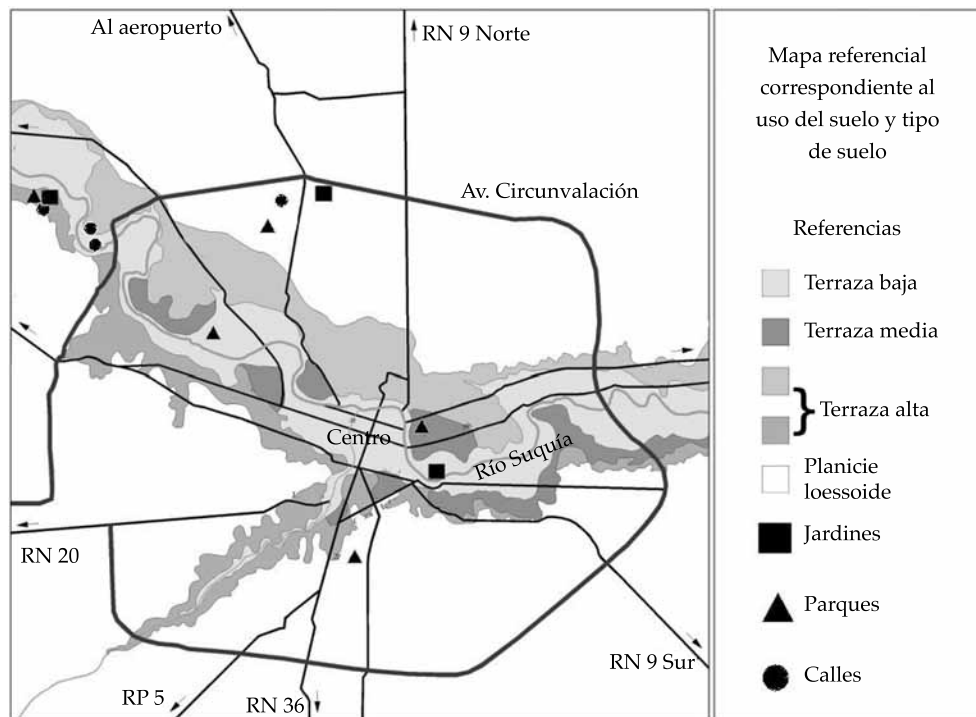 Al aeropuerto
RN 9 Norte
Av. Circunvalación
Centro
Río Suquía
RN 20
RP 5
RN 36
RN 9 Sur
Mapa referencial
correspondiente al
uso del suelo y tipo
de suelo
Referencias
Terraza baja
Terraza media
Terraza alta
Planicie
loessoide
Jardines
Parques
Calles